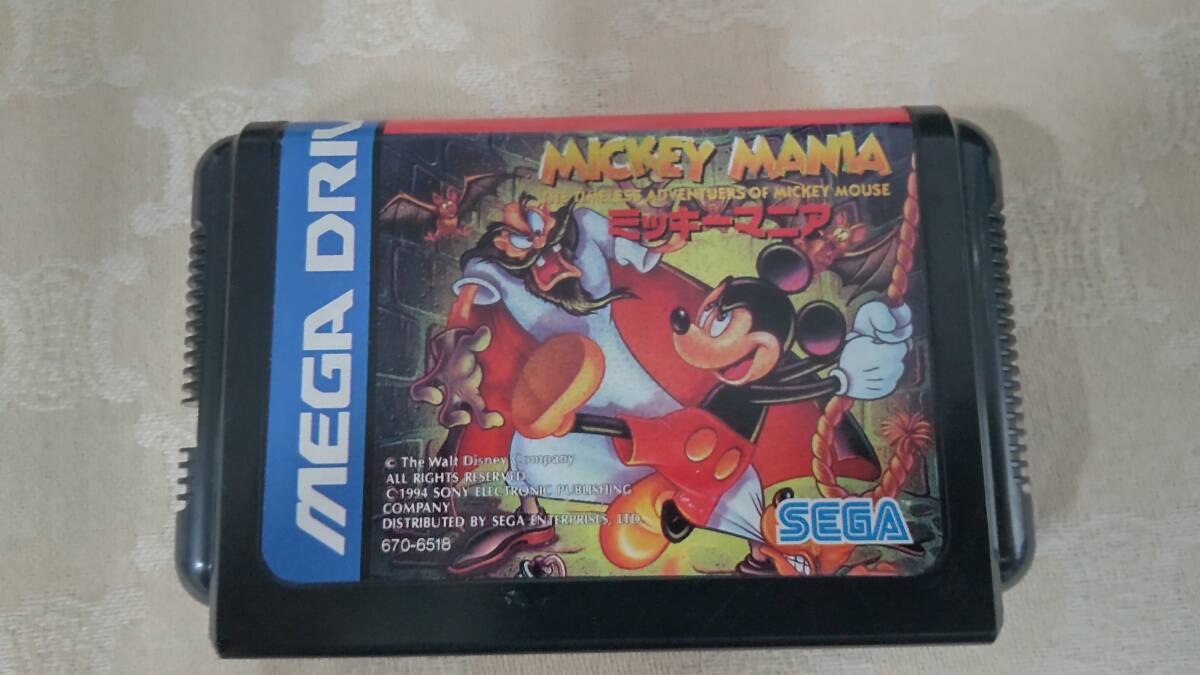 MEGA DRIV
MICKEY MANIA
THE TIMELESS ADVENTUERS OF MICKEY MOUSE
ミッキーマニア
© The Walt Disney Company
ALL RIGHTS RESERVED
C 1994 SONY ELECTRONIC PUBLISHING
COMPANY
DISTRIBUTED BY SEGA ENTERPRISES, LTD.
670-6518
SEGA